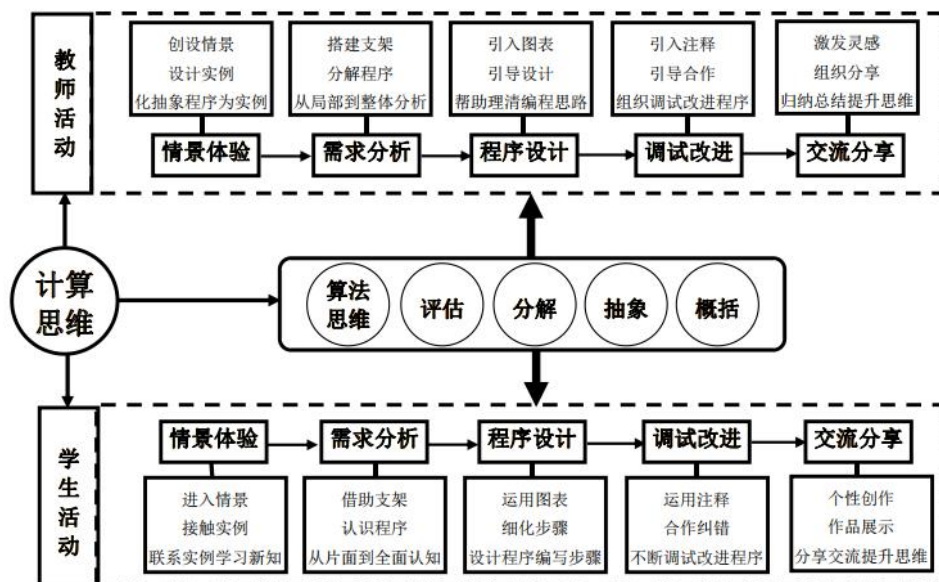 教师活动
创设情景
设计实例
化抽象程序为实例
搭建支架
分解程序
从局部到整体分析
引入图表
引导设计
帮助理清编程思路
引入注释
引导合作
组织调试改进程序
激发灵感
组织分享
归纳总结提升思维
情景体验
需求分析
程序设计
调试改进
交流分享
计算
思维
算法
思维
评估
分解
抽象
概括
学生活动
情景体验
需求分析
程序设计
调试改进
交流分享
进入情景
接触实例
联系实例学习新知
借助支架
认识程序
从片面到全面认知
运用图表
细化步骤
设计程序编写步骤
运用注释
合作纠错
不断调试改进程序
个性创作
作品展示
分享交流提升思维